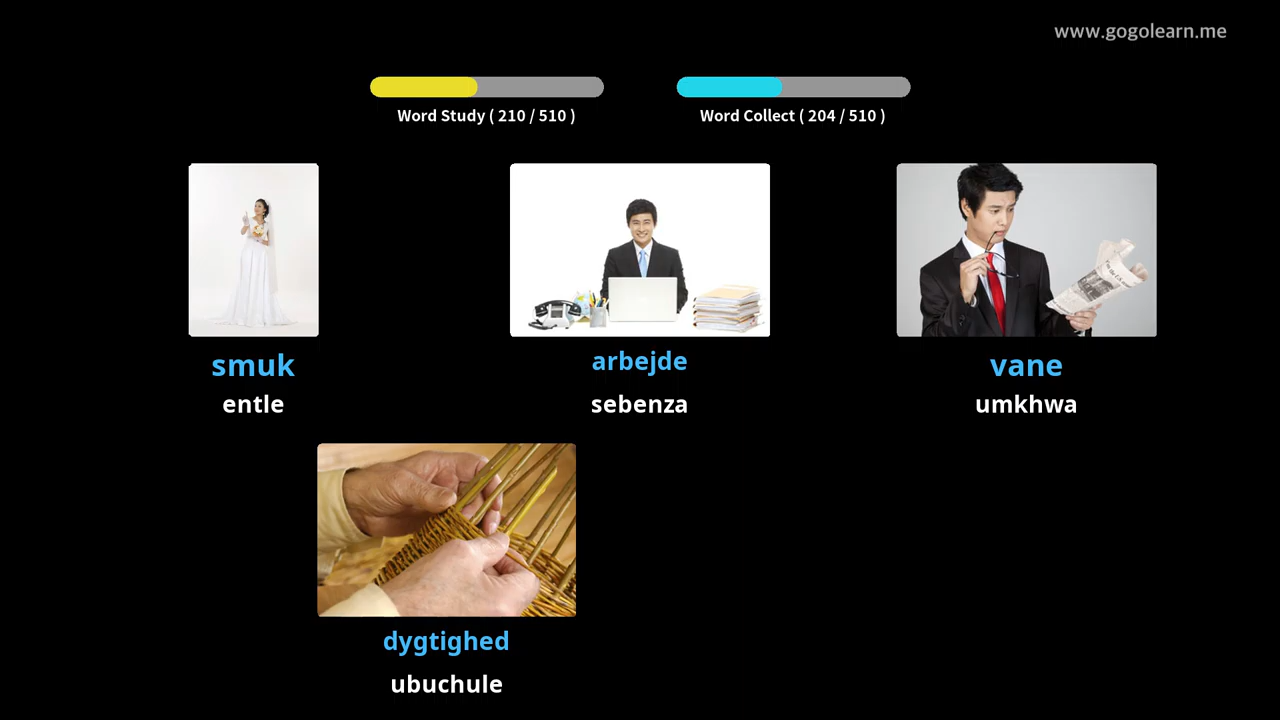 www.gogolearn.me
Word Study ( 210 / 510 )
Word Collect ( 204 / 510 )
smuk
entle
arbejde
sebenza
vane
umkhwa
dygtighed
ubuchule